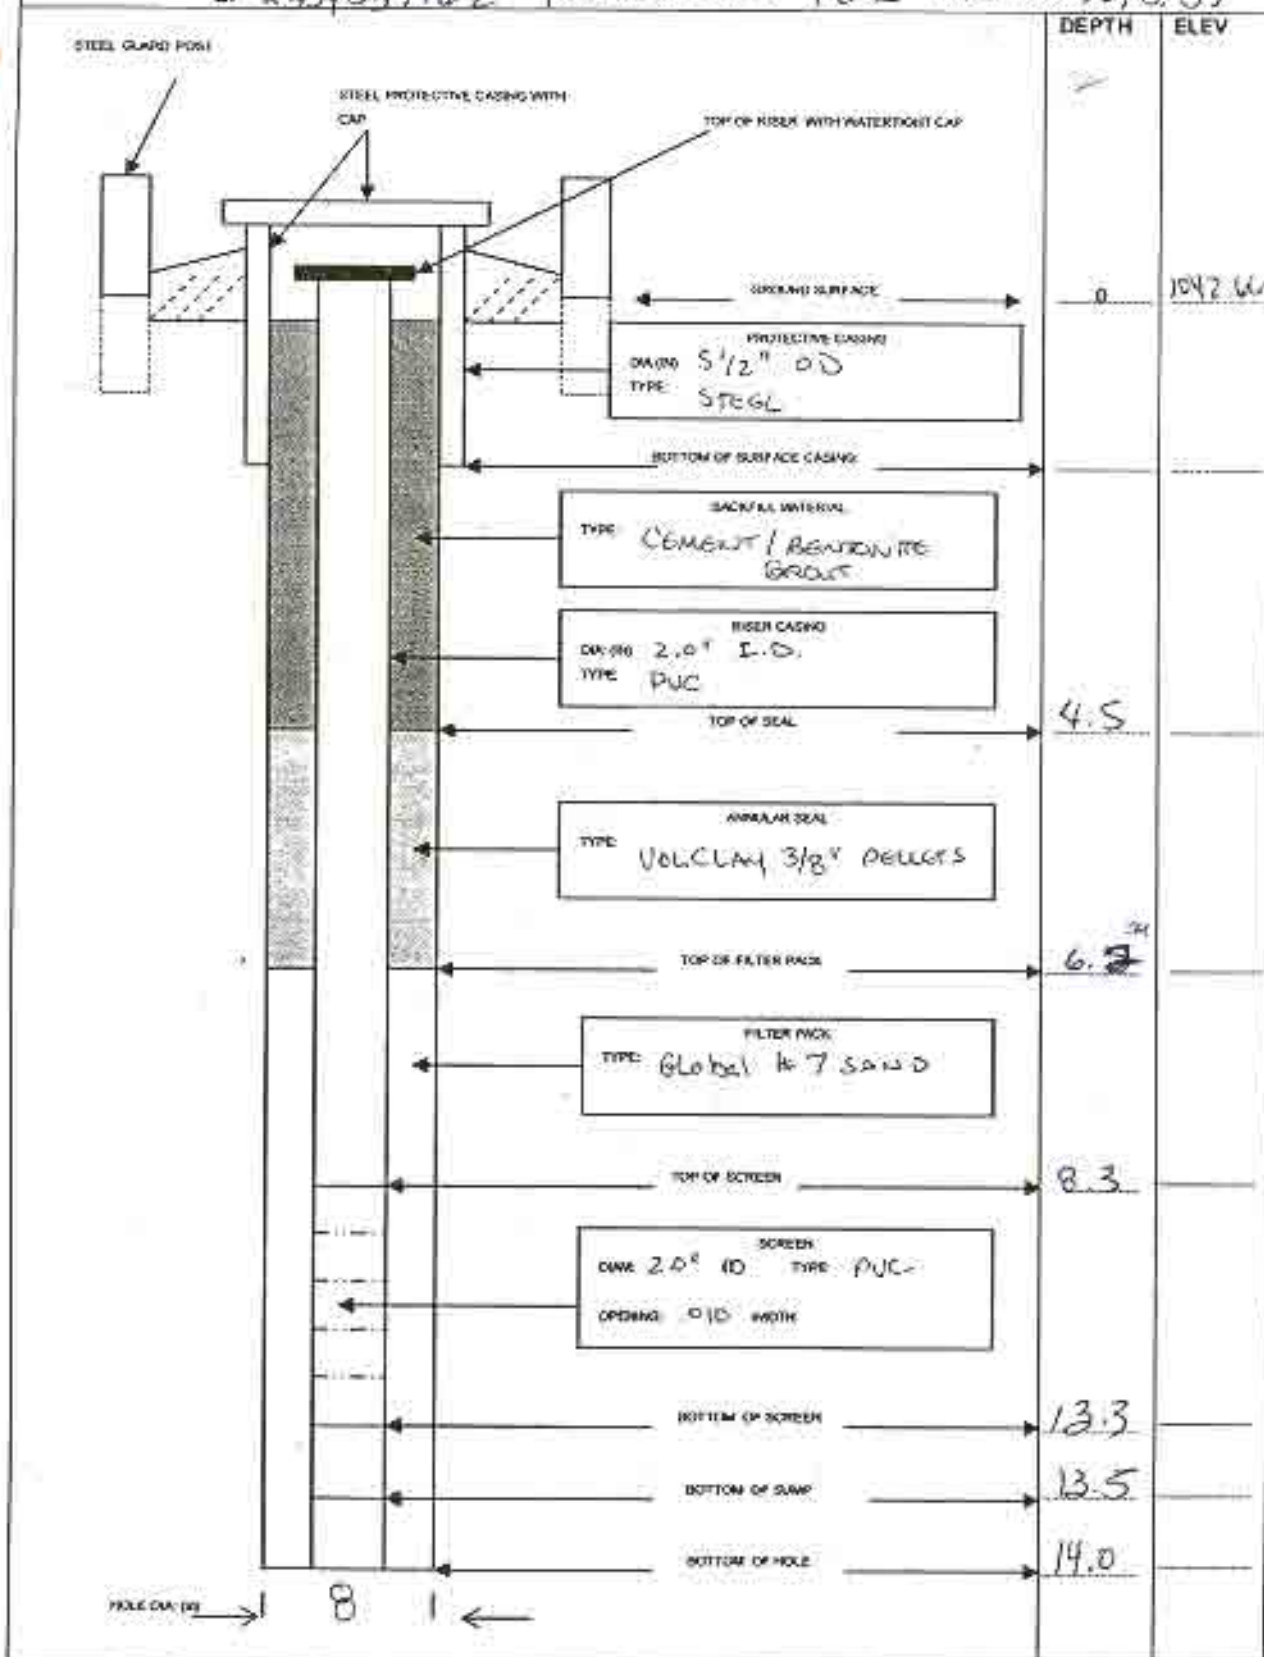 DEPTH ELEV
STEEL GUARD POST
STEEL PROTECTIVE CASING WITH
CAP
TOP OF RISER WITH WATERTIGHT CAP
GROUND SURFACE
0
PROTECTIVE CASING
DIA (IN) 5 1/2" O.D
TYPE: STEEL
BOTTOM OF SURFACE CASING
BACKFILL MATERIAL
TYPE: CEMENT / BENTONITE
GROUT
RISER CASING
DIA: (IN) 2.0" I.D.
TYPE PVC
TOP OF SEAL 4.5
ANNULAR SEAL
TYPE: VOLCLAY 3/8" PELLETS
TOP OF FILTER PACK 6.
FILTER PACK
TYPE: Global # 7 SAND
TOP OF SCREEN 8.3
SCREEN
DIAM: 2.0" ID TYPE: PVC
OPENING: .010 WIDTH
BOTTOM OF SCREEN 13.3
BOTTOM OF SUMP 13.5
BOTTOM OF HOLE 14.0
HOLE DIA: (IN) 8